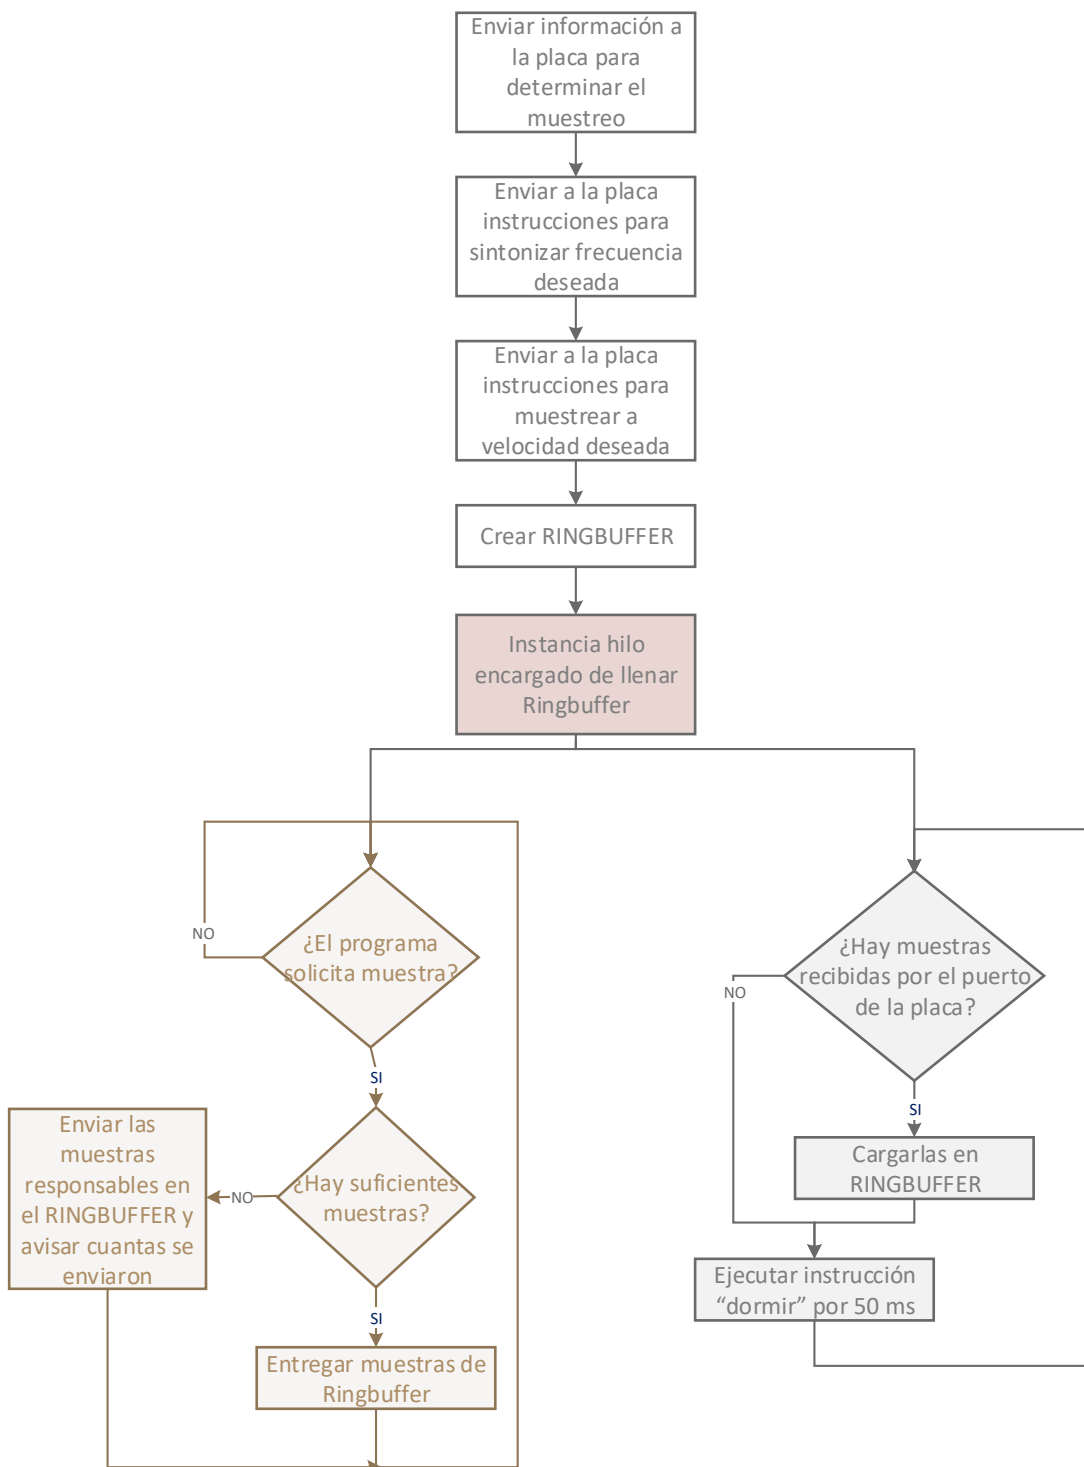 Enviar información a
la placa para
determinar el
muestreo
Enviar a la placa
instrucciones para
sintonizar frecuencia
deseada
Enviar a la placa
instrucciones para
muestrear a
velocidad deseada
Crear RINGBUFFER
Instancia hilo
encargado de llenar
Ringbuffer
¿El programa
solicita muestra?
NO
SI
¿Hay suficientes
muestras?
NO
Enviar las
muestras
responsables en
el RINGBUFFER y
avisar cuantas se
enviaron
SI
Entregar muestras de
Ringbuffer
¿Hay muestras
recibidas por el puerto
de la placa?
NO
SI
Cargarlas en
RINGBUFFER
Ejecutar instrucción
“dormir” por 50 ms